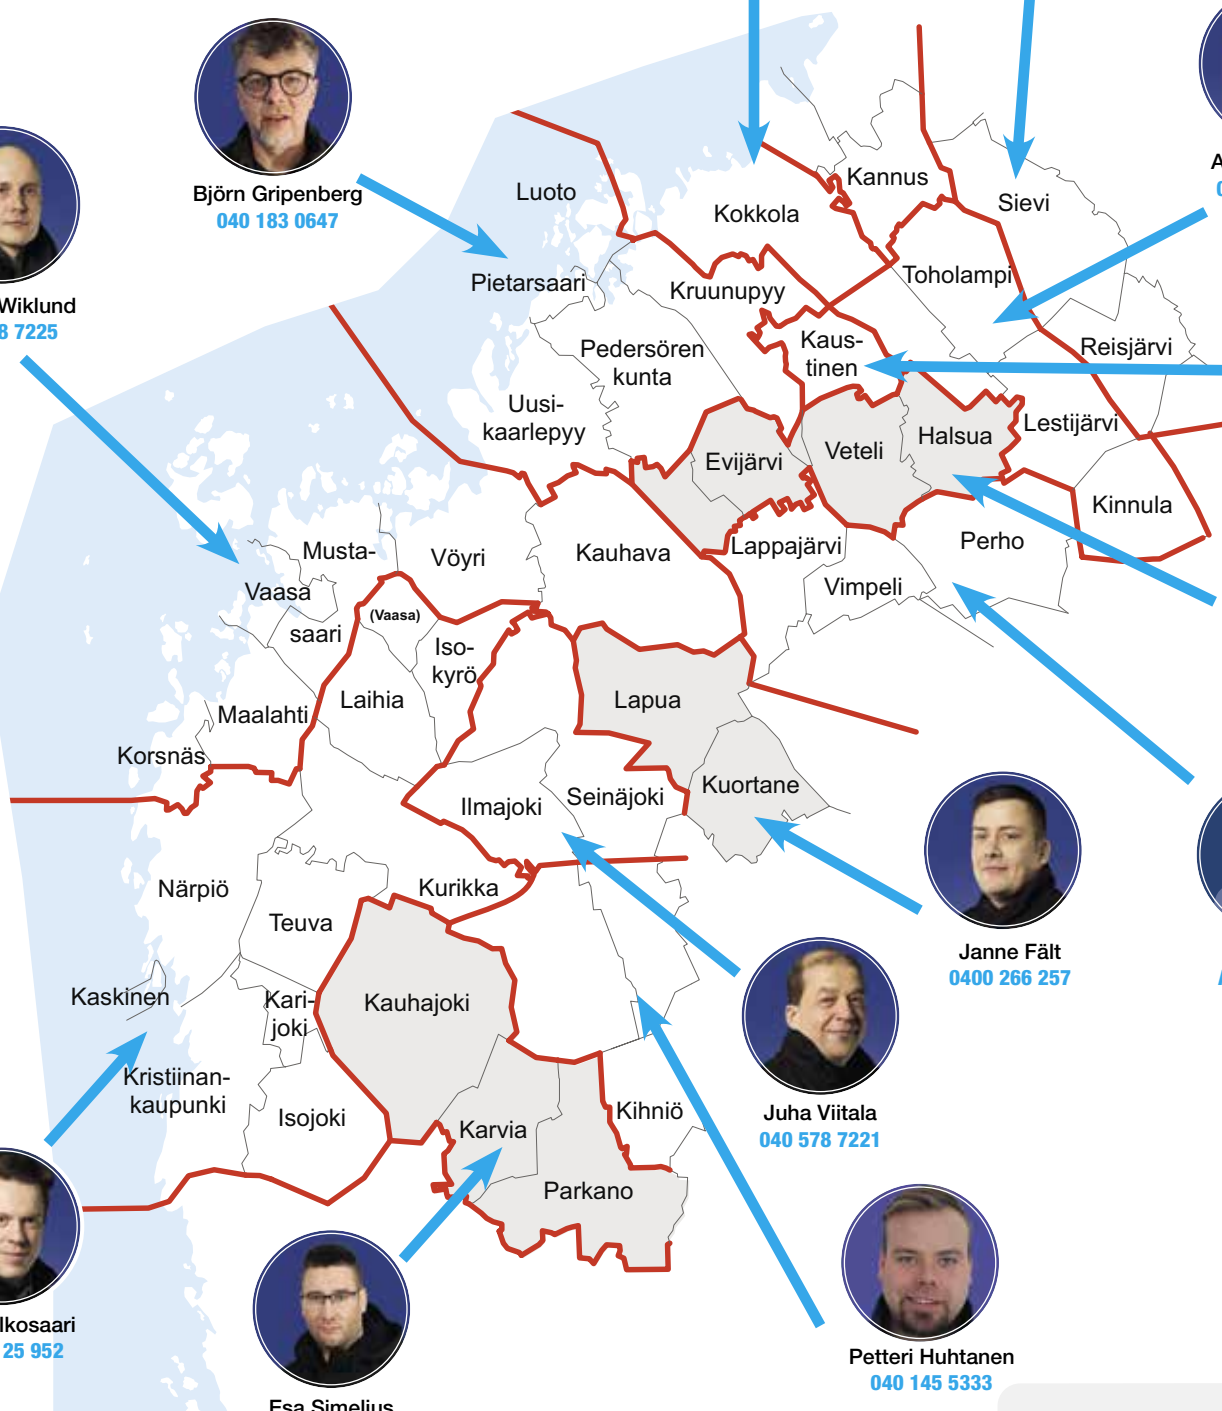 Björn Gripenberg
040 183 0647
Wiklund
8 7225
Luoto
Kannus
Sievi
Kokkola
Toholampi
Pietarsaari
Kruunupyy
Reisjärvi
Kaus-
tinen
Pedersören
kunta
Uusi-
kaarlepyy
Lestijärvi
Halsua
Veteli
Evijärvi
Kinnula
Perho
Lappajärvi
Vimpeli
Kauhava
Vöyri
Musta-
saari
Vaasa
(Vaasa)
Iso-
kyrö
Laihia
Maalahti
Korsnäs
Lapua
Kuortane
Seinäjoki
Ilmajoki
Kurikka
Närpiö
Teuva
Kaskinen
Kari-
joki
Kauhajoki
Kristiinan-
kaupunki
Isojoki
Karvia
Kihniö
Parkano
Janne Fält
0400 266 257
Juha Viitala
040 578 7221
Petteri Huhtanen
040 145 5333
lkosaari
25 952
Esa Simelius